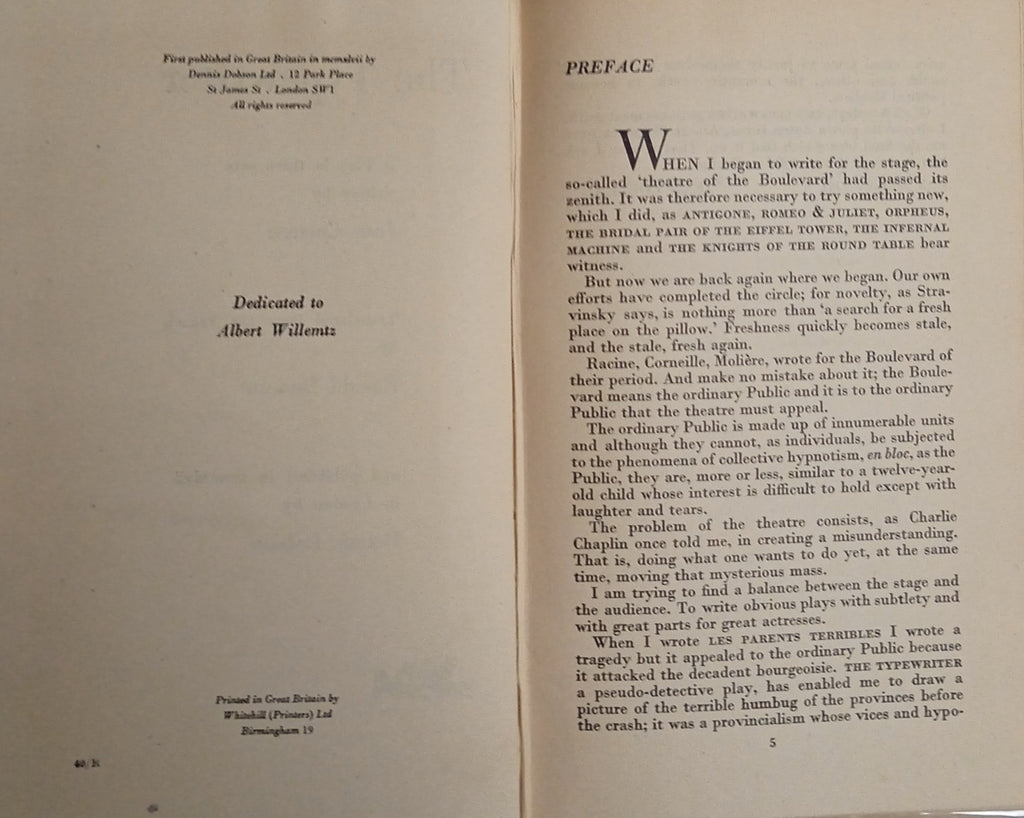 First published in Great Britain in mcmxlvii by
Dennis Dobson Ltd . 12 Park Place
St James St . London SW1
All rights reserved
Dedicated to
Albert Willemtz
Printed in Great Britain by
Whitehill (Printers) Ltd
Birmingham 19
40/K
PREFACE
WHEN I began to write for the stage, the
so-called ‘theatre of the Boulevard’ had passed its
zenith. It was therefore necessary to try something new,
which I did, as ANTIGONE, ROMEO & JULIET, ORPHEUS,
THE BRIDAL PAIR OF THE EIFFEL TOWER, THE INFERNAL
MACHINE and THE KNIGHTS OF THE ROUND TABLE bear
witness.
But now we are back again where we began. Our own
efforts have completed the circle; for novelty, as Stra-
vinsky says, is nothing more than ‘a search for a fresh
place on the pillow.’ Freshness quickly becomes stale,
and the stale, fresh again.
Racine, Corneille, Molière, wrote for the Boulevard of
their period. And make no mistake about it; the Boule-
vard means the ordinary Public and it is to the ordinary
Public that the theatre must appeal.
The ordinary Public is made up of innumerable units
and although they cannot, as individuals, be subjected
to the phenomena of collective hypnotism, en bloc, as the
Public, they are, more or less, similar to a twelve-year-
old child whose interest is difficult to hold except with
laughter and tears.
The problem of the theatre consists, as Charlie
Chaplin once told me, in creating a misunderstanding.
That is, doing what one wants to do yet, at the same
time, moving that mysterious mass.
I am trying to find a balance between the stage and
the audience. To write obvious plays with subtlety and
with great parts for great actresses.
When I wrote LES PARENTS TERRIBLES I wrote a
tragedy but it appealed to the ordinary Public because
it attacked the decadent bourgeoisie. THE TYPEWRITER
a pseudo-detective play, has enabled me to draw a
picture of the terrible humbug of the provinces before
the crash; it was a provincialism whose vices and hypo-
5